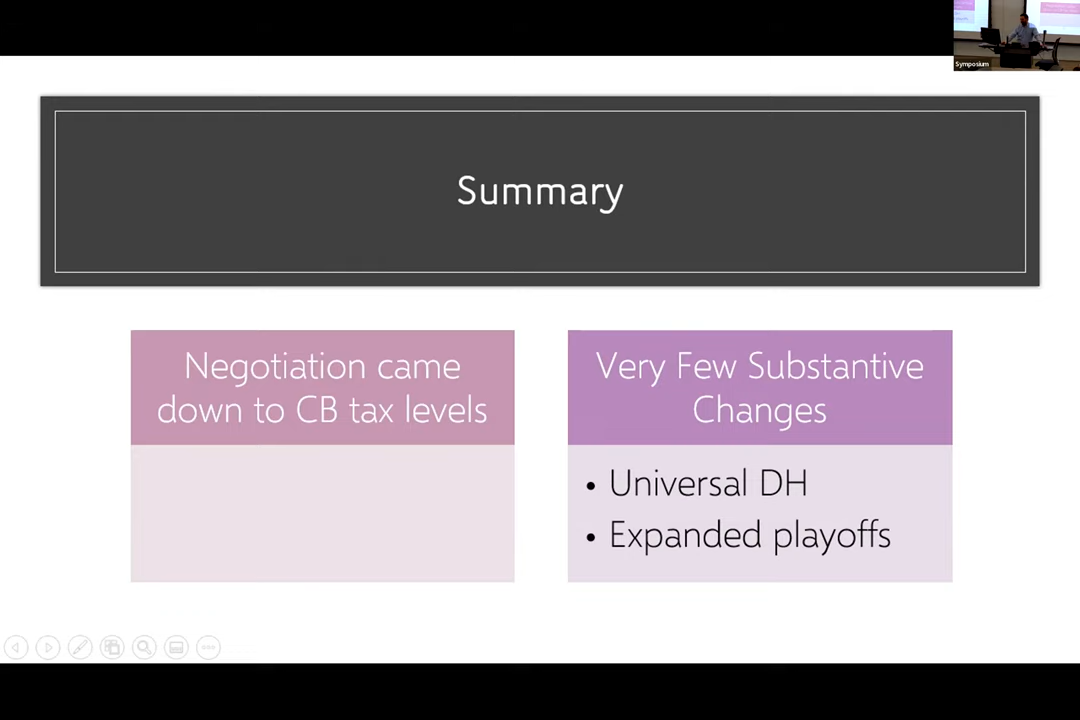 Symposium
Summary
Negotiation came
down to CB tax levels
Very Few Substantive
Changes
• Universal DH
• Expanded playoffs